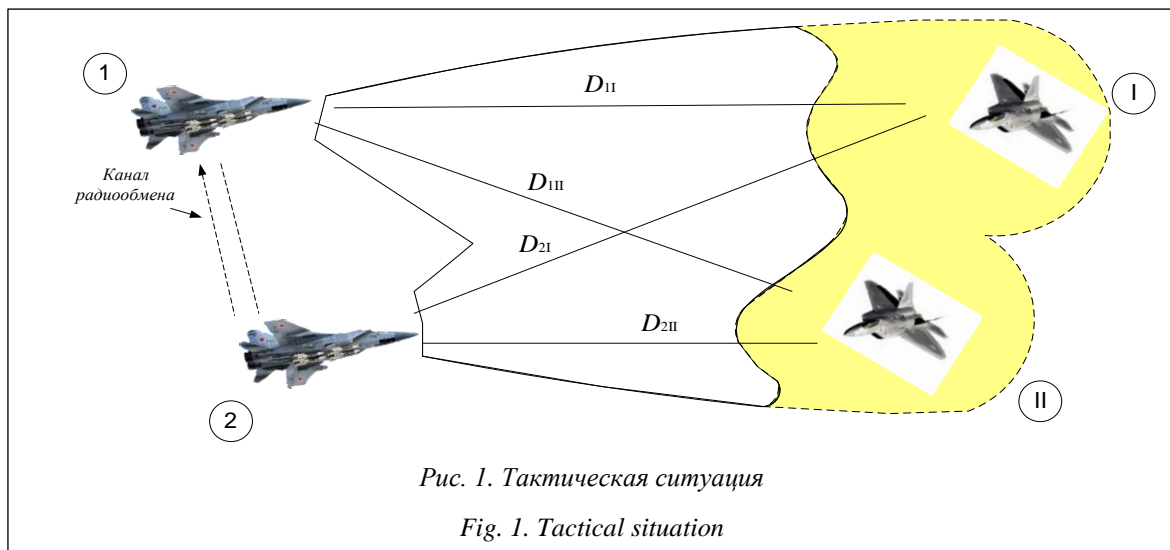 1
I
D1I
Канал
радиообмена
D1II
D2I
D2II
2
II
Рис. 1. Тактическая ситуация
Fig. 1. Tactical situation